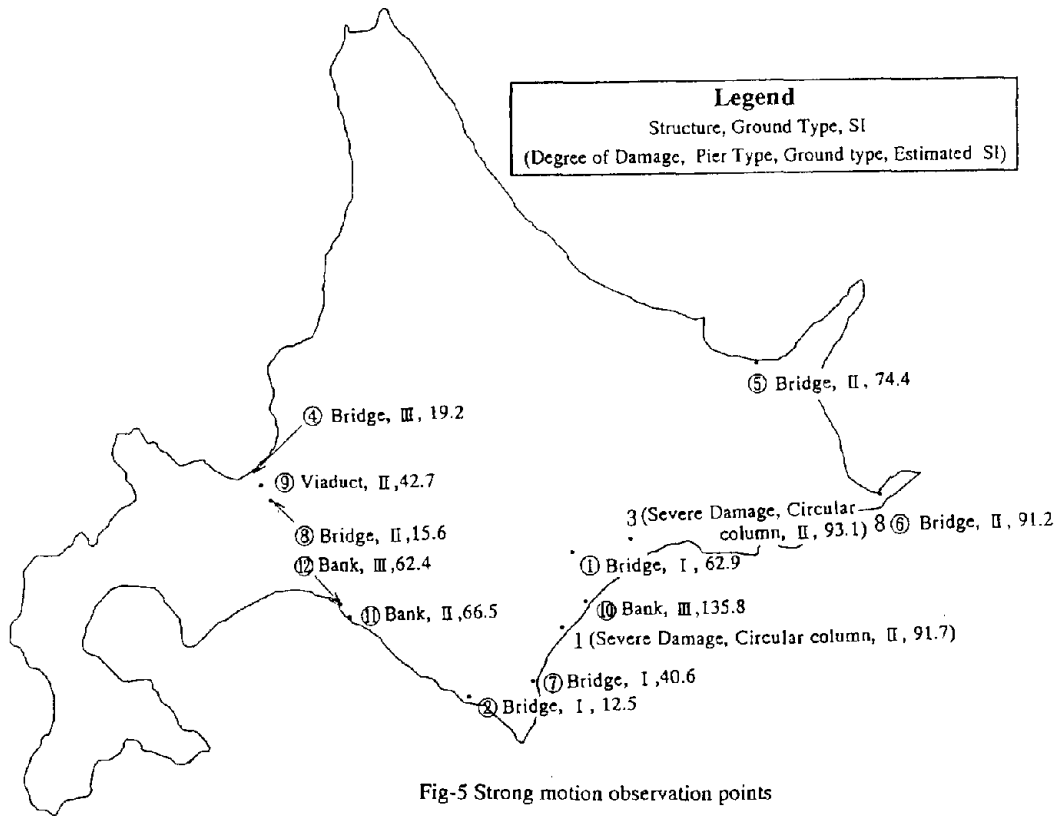 Legend
Structure, Ground Type, SI
(Degree of Damage, Pier Type, Ground type, Estimated SI)
⑤ Bridge, Ⅱ, 74.4
④ Bridge, Ⅲ, 19.2
⑨ Viaduct, Ⅱ,42.7
3 (Severe Damage, Circular
column, Ⅱ, 93.1)
8 ⑥ Bridge, Ⅱ, 91.2
⑧ Bridge, Ⅱ,15.6
⑫ Bank, Ⅲ,62.4
① Bridge, Ⅰ, 62.9
⑪ Bank, Ⅱ,66.5
⑩ Bank, Ⅲ,135.8
1 (Severe Damage, Circular column, Ⅱ, 91.7)
⑦ Bridge, Ⅰ,40.6
② Bridge, Ⅰ, 12.5
Fig-5 Strong motion observation points